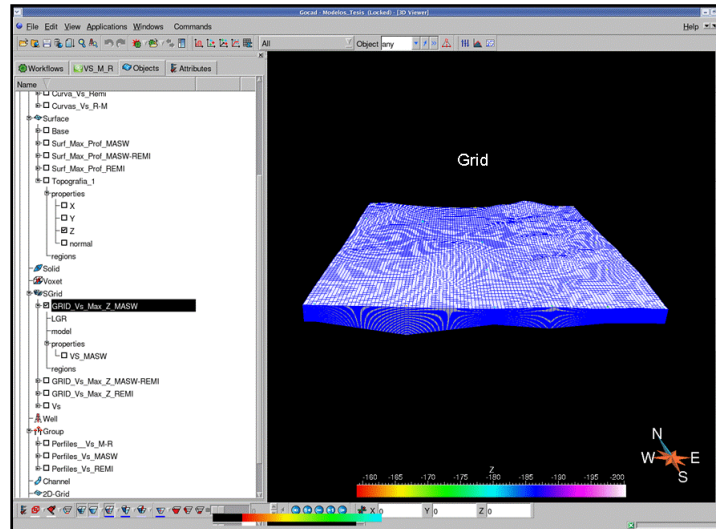 Gocad - Modelos_Tesis (Locked) - [3D Viewer]
File Edit View Applications Windows Commands Help
All Object any
Workflows VS_M_R Objects Attributes
Name
Curva_Vs_Remi
Curvas_Vs_R-M
Surface
Base
Surf_Max_Prof_MASW
Surf_Max_Prof_MASW-REMI
Surf_Max_Prof_REMI
Topografia_1
properties
X
Y
Z
normal
regions
Solid
Voxet
SGrid
GRID_Vs_Max_Z_MASW
LGR
model
properties
VS_MASW
regions
GRID_Vs_Max_Z_MASW-REMI
GRID_Vs_Max_Z_REMI
Vs
Well
Group
Perfiles__Vs_M-R
Perfiles_Vs_MASW
Perfiles_Vs_REMI
Channel
2D-Grid
Grid
N
W E
S
Z
-160 -165 -170 -175 -180 -185 -190 -195 -200
X 0 Y 0 Z 0